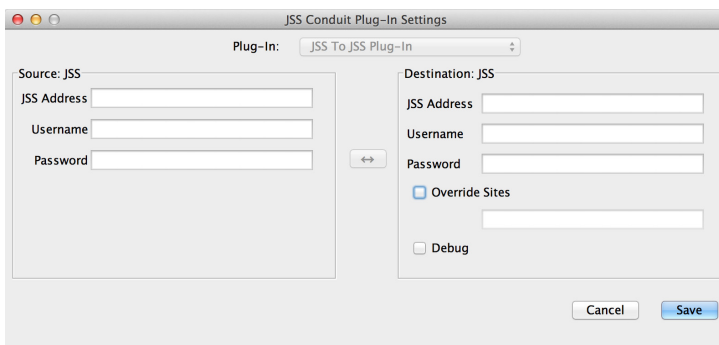 JSS Conduit Plug-In Settings
Plug-In: JSS To JSS Plug-In
Source: JSS
JSS Address
Username
Password
Destination: JSS
JSS Address
Username
Password
Override Sites
Debug
Cancel Save